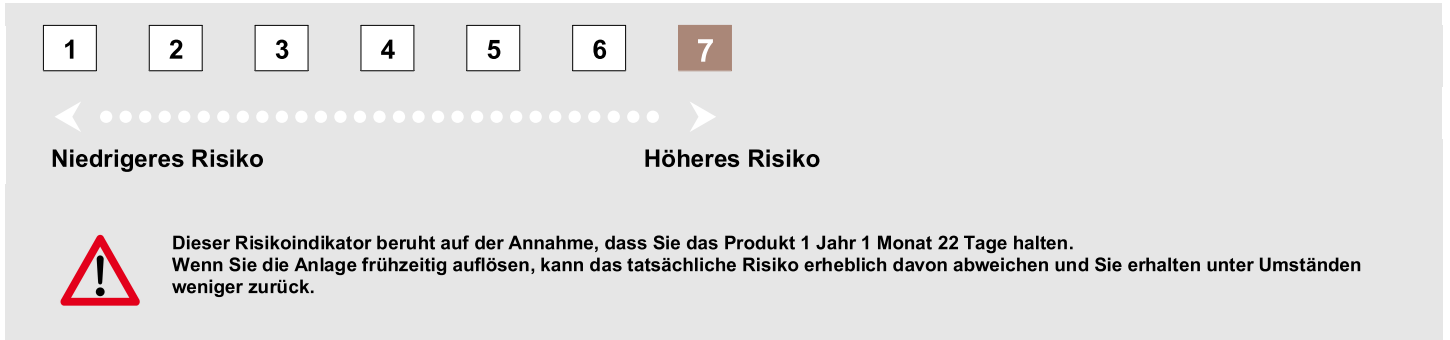 1 2 3 4 5 6 7
Niedrigeres Risiko Höheres Risiko
Dieser Risikoindikator beruht auf der Annahme, dass Sie das Produkt 1 Jahr 1 Monat 22 Tage halten.
Wenn Sie die Anlage frühzeitig auflösen, kann das tatsächliche Risiko erheblich davon abweichen und Sie erhalten unter Umständen
weniger zurück.